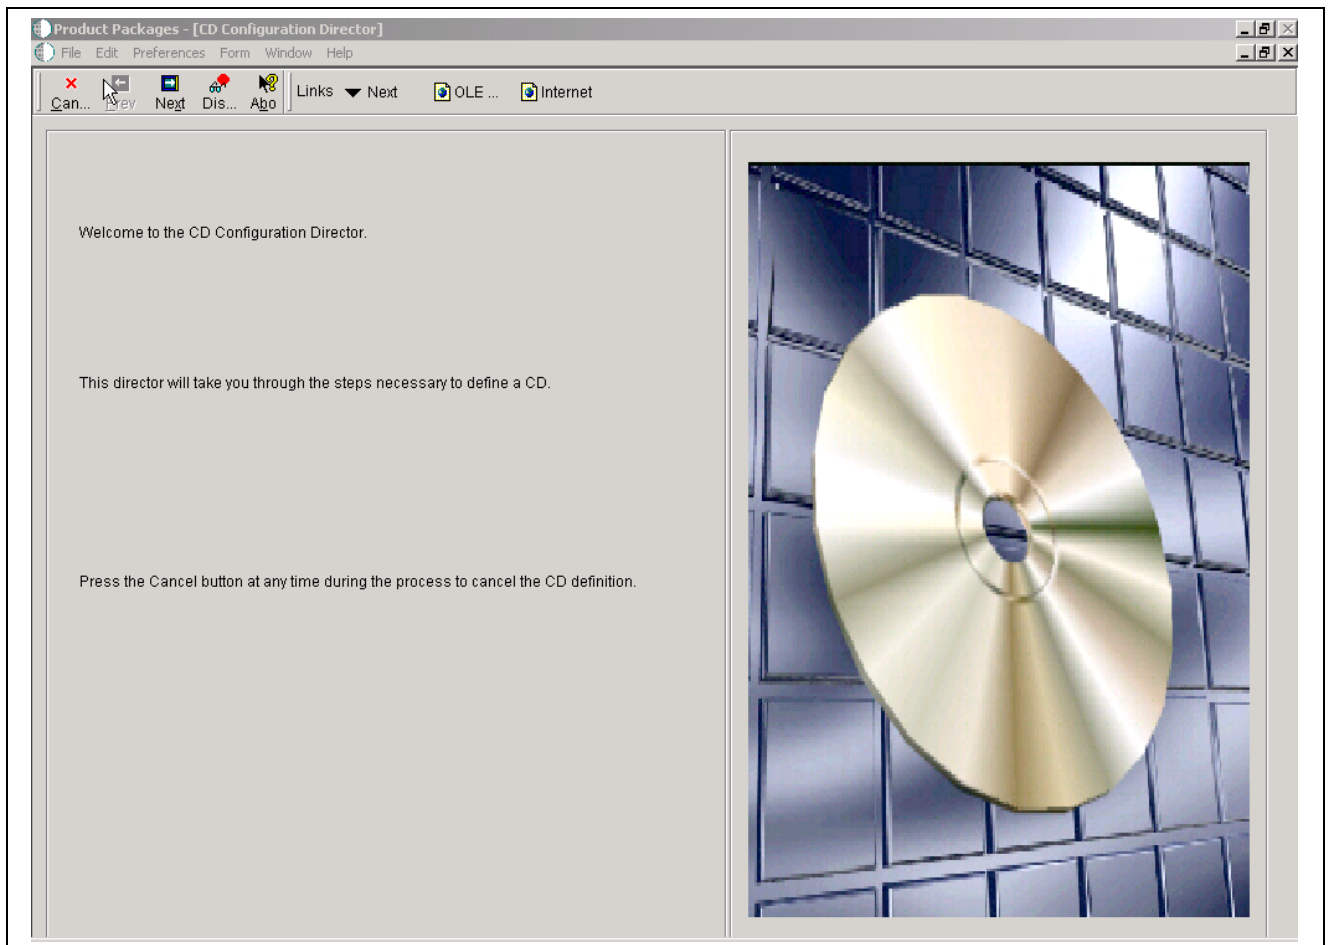 Product Packages - [CD Configuration Director]
File Edit Preferences Form Window Help
Can... Prev Next Dis... Abo Links Next OLE ... Internet
Welcome to the CD Configuration Director.
This director will take you through the steps necessary to define a CD.
Press the Cancel button at any time during the process to cancel the CD definition.